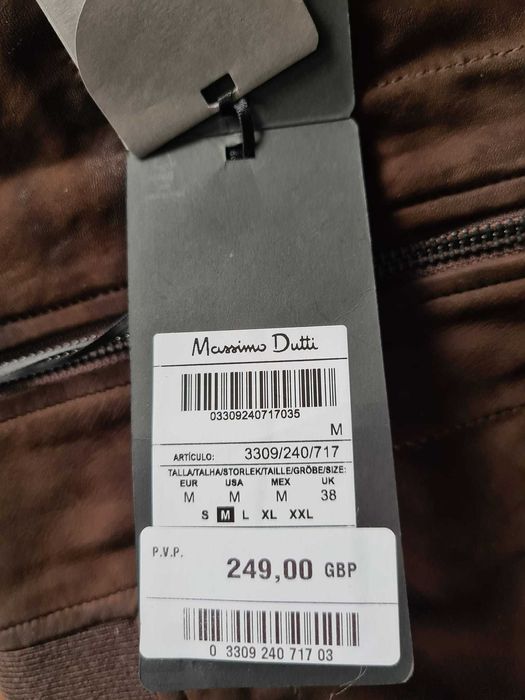 Massimo Dutti
03309240717035
M
ARTÍCULO: 3309/240/717
TALLA/TALHA/STORLEK/TAILLE/GRÖBE/SIZE:
EUR USA MEX UK
M M M 38
S M L XL XXL
P.V.P.
249,00 GBP
0 3309 240 717 03